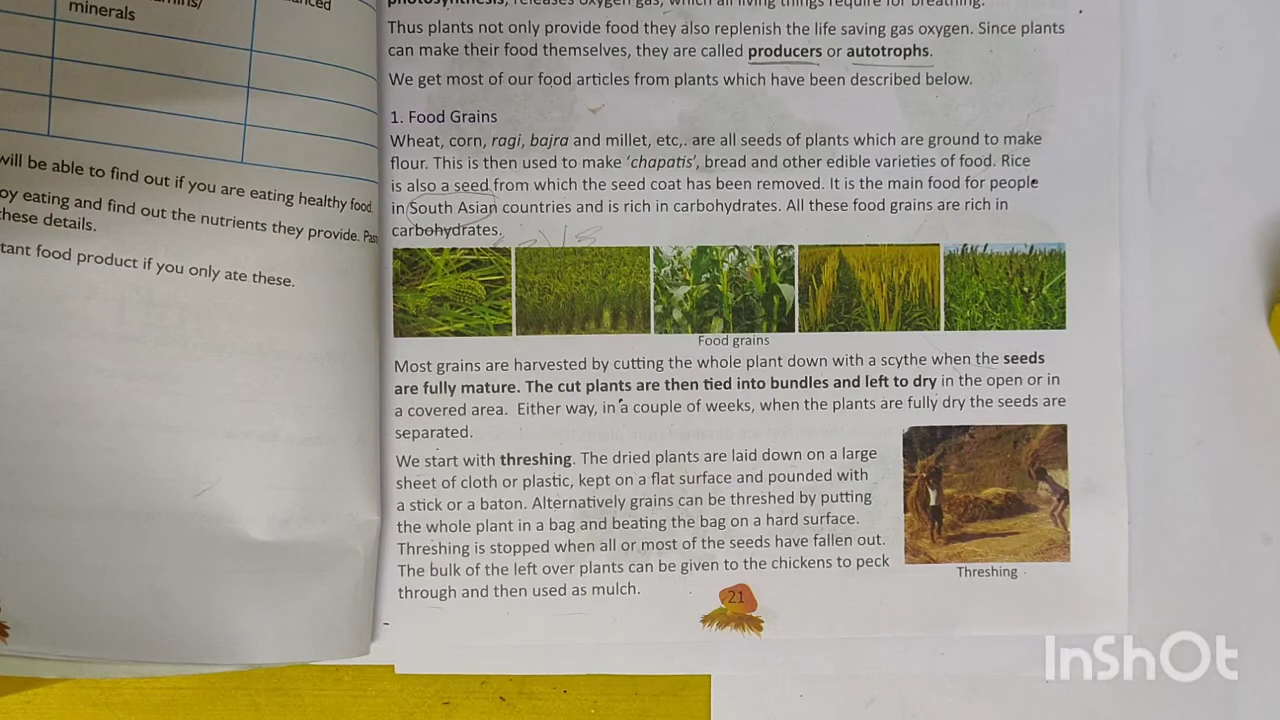 minerals
will be able to find out if you are eating healthy food.
oy eating and find out the nutrients they provide.
these details.
tant food product if you only ate these.
photosynthesis, releases oxygen gas, which all living things require for breathing.
Thus plants not only provide food they also replenish the life saving gas oxygen. Since plants
can make their food themselves, they are called producers or autotrophs.
We get most of our food articles from plants which have been described below.
1. Food Grains
Wheat, corn, ragi, bajra and millet, etc,. are all seeds of plants which are ground to make
flour. This is then used to make ‘chapatis’, bread and other edible varieties of food. Rice
is also a seed from which the seed coat has been removed. It is the main food for people
in South Asian countries and is rich in carbohydrates. All these food grains are rich in
carbohydrates.
Food grains
Most grains are harvested by cutting the whole plant down with a scythe when the seeds
are fully mature. The cut plants are then tied into bundles and left to dry in the open or in
a covered area. Either way, in a couple of weeks, when the plants are fully dry the seeds are
separated.
We start with threshing. The dried plants are laid down on a large
sheet of cloth or plastic, kept on a flat surface and pounded with
a stick or a baton. Alternatively grains can be threshed by putting
the whole plant in a bag and beating the bag on a hard surface.
Threshing is stopped when all or most of the seeds have fallen out.
The bulk of the left over plants can be given to the chickens to peck
through and then used as mulch.
Threshing
21
InShOt